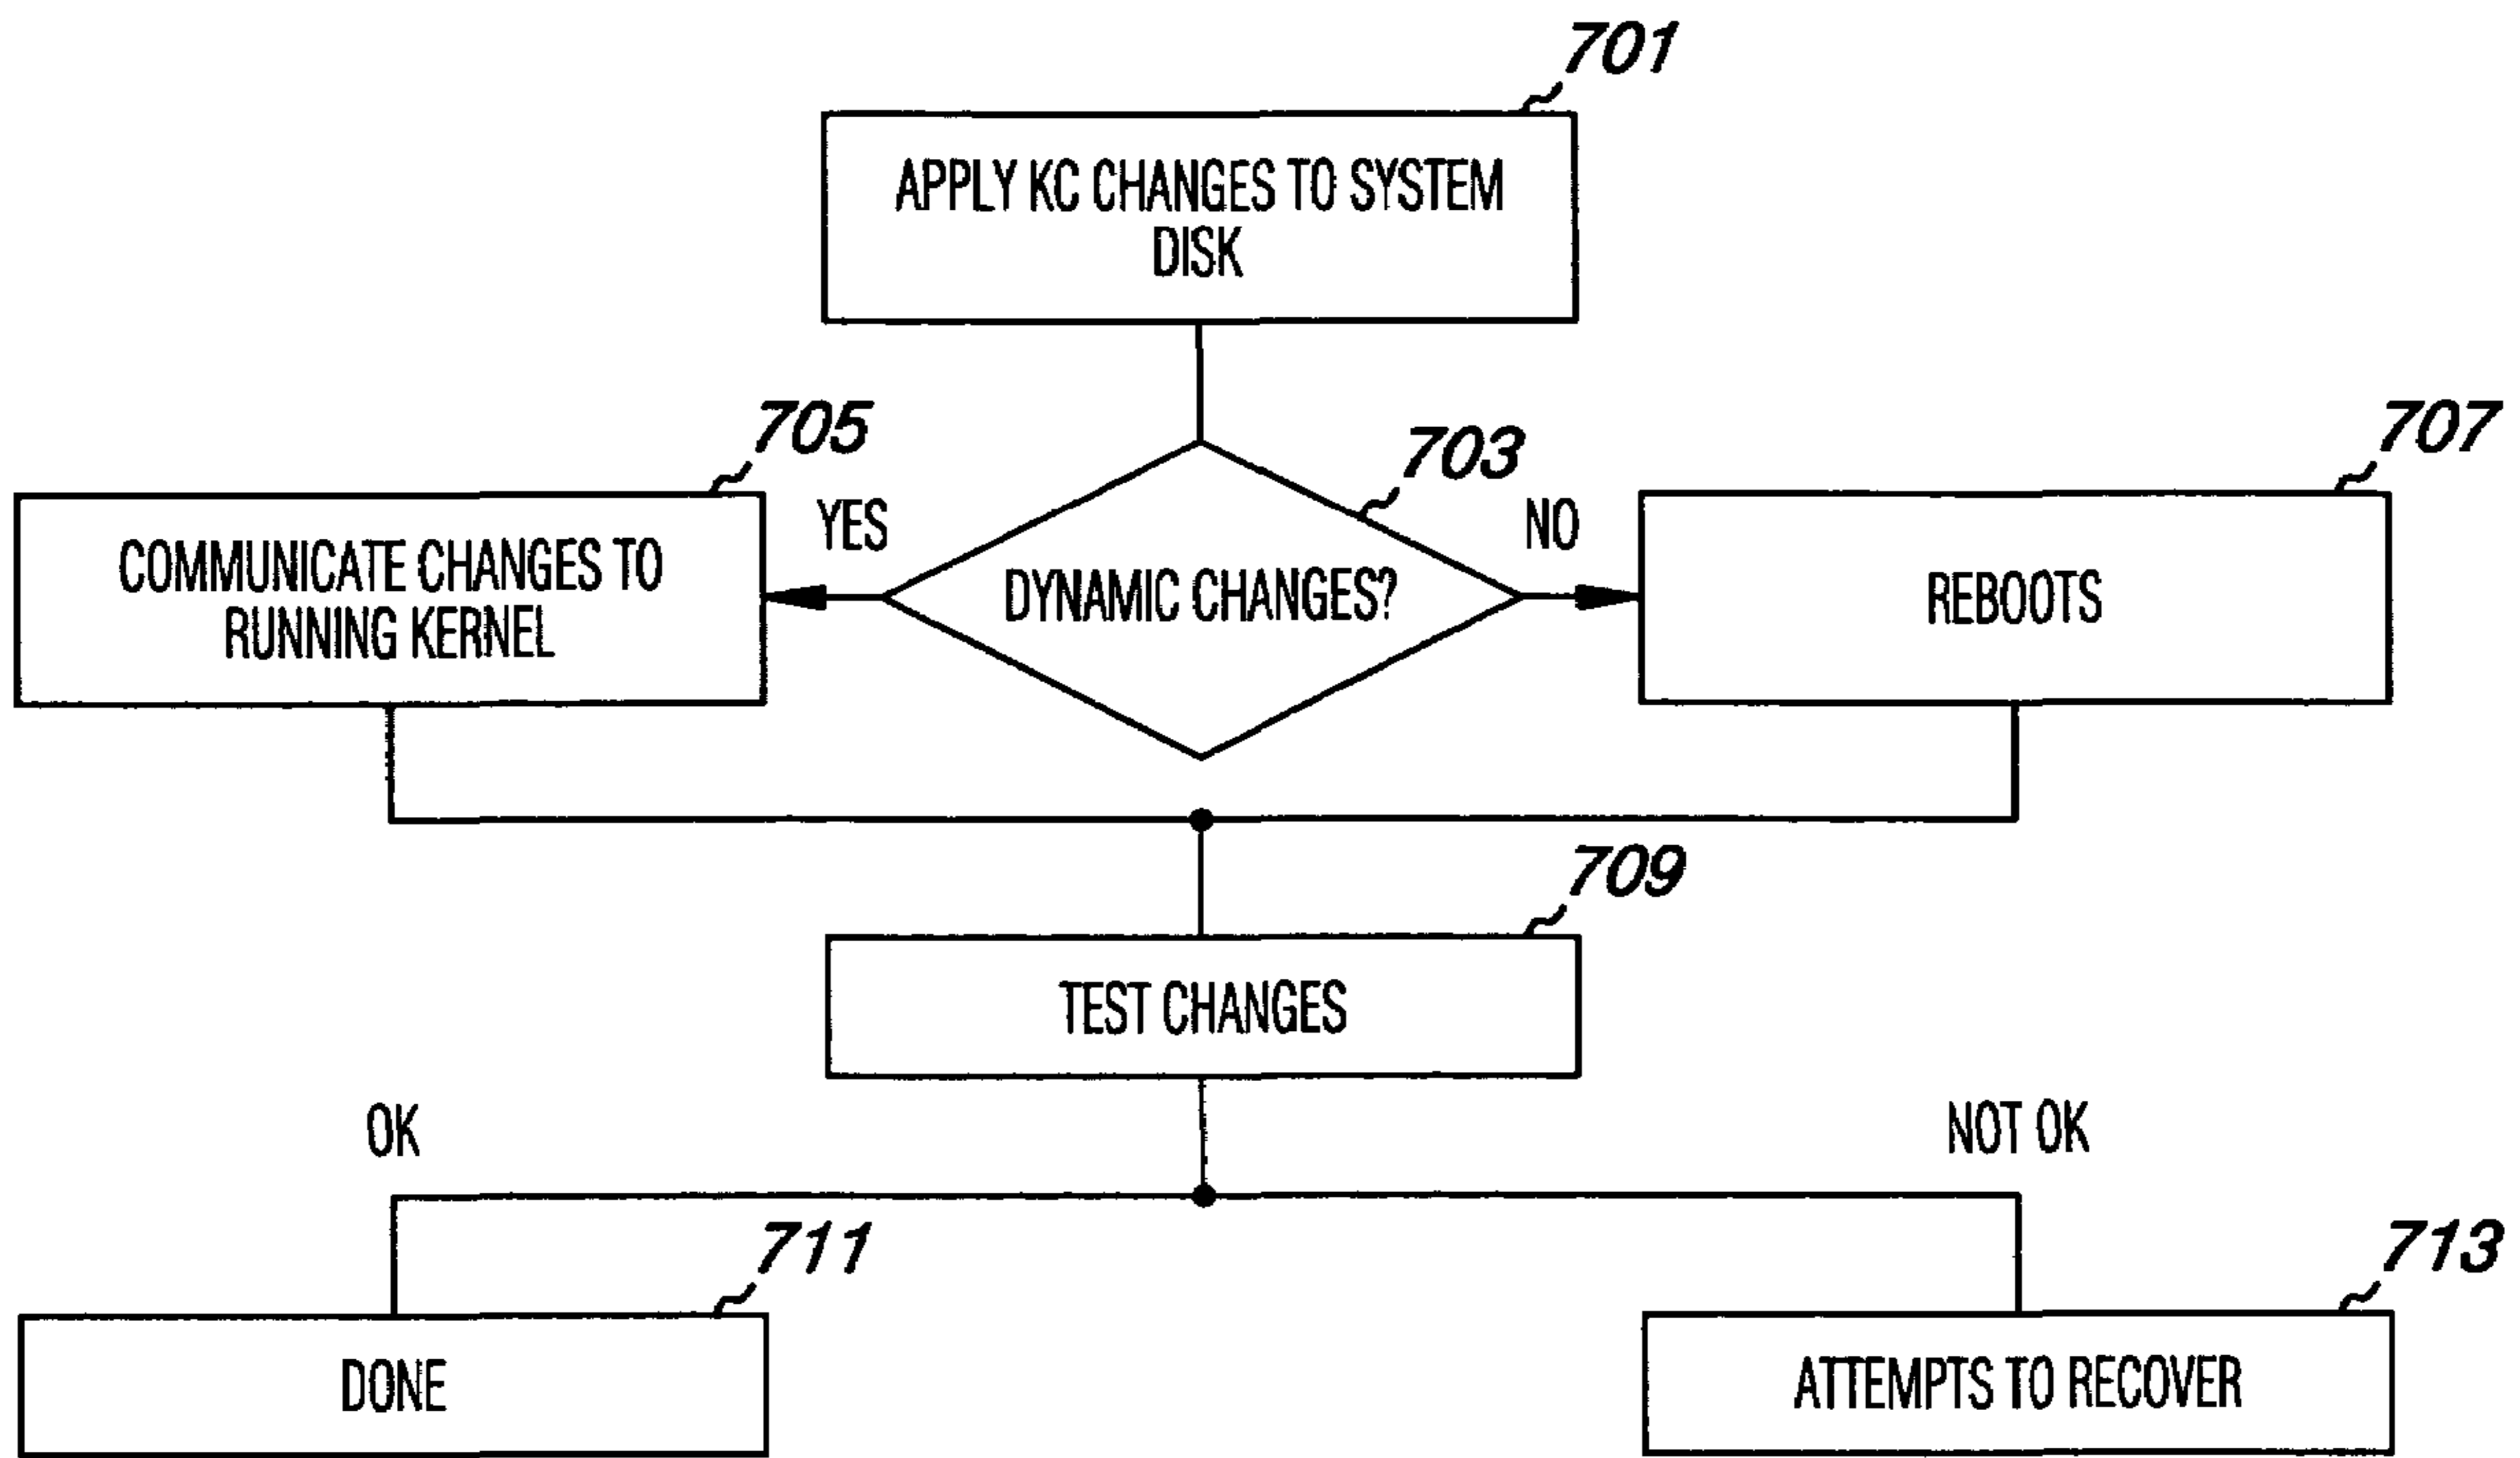 701
APPLY KC CHANGES TO SYSTEM
DISK
705
703
707
YES
NO
COMMUNICATE CHANGES TO
RUNNING KERNEL
DYNAMIC CHANGES?
REBOOTS
709
TEST CHANGES
OK
NOT OK
711
713
DONE
ATTEMPTS TO RECOVER